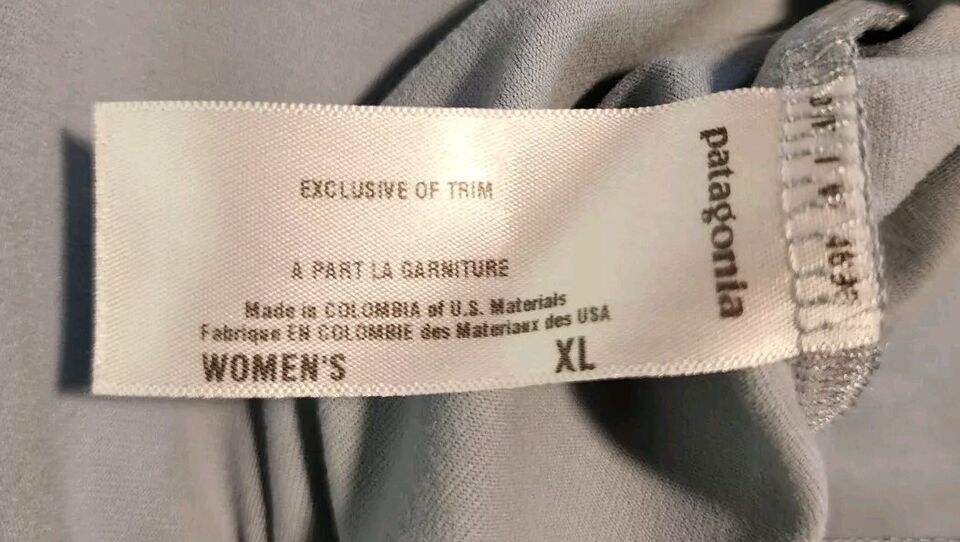 EXCLUSIVE OF TRIM
A PART LA GARNITURE
Made in COLOMBIA of U.S. Materials
Fabrique EN COLOMBIE des Materiaux des USA
WOMEN'S XL
patagonia